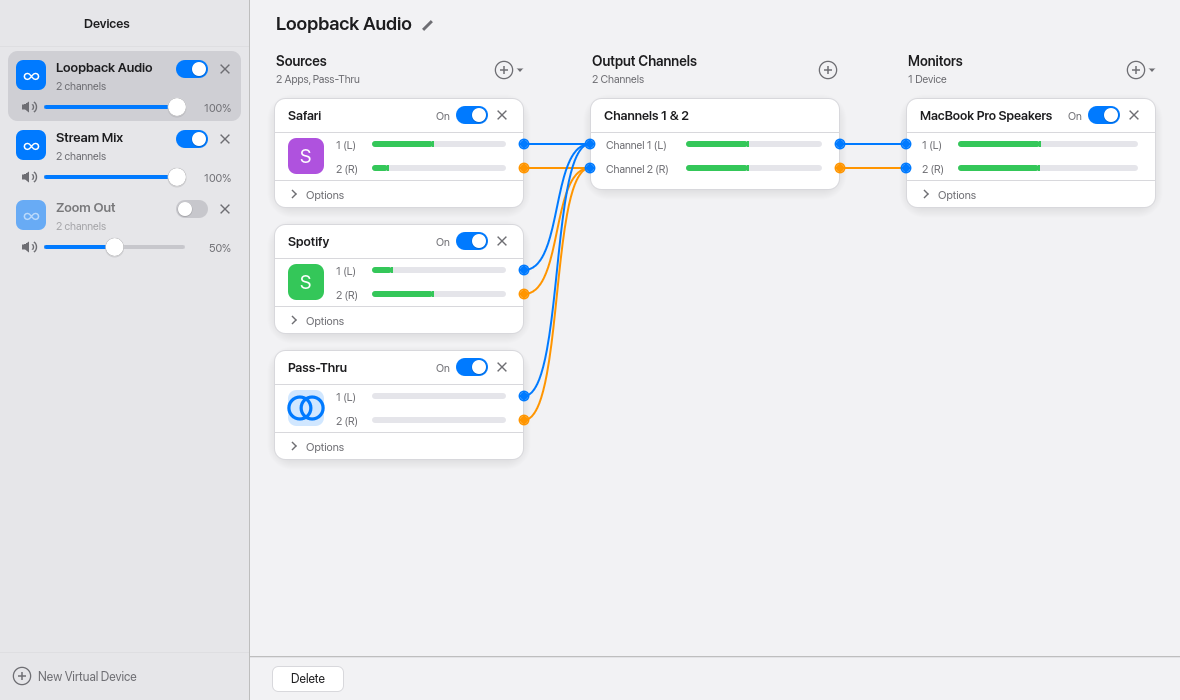 Devices
Loopback Audio
2 channels
100%
Stream Mix
2 channels
100%
Zoom Out
2 channels
50%
New Virtual Device
Loopback Audio
Sources
2 Apps, Pass-Thru
Output Channels
2 Channels
Monitors
1 Device
Safari On
S
1 (L)
2 (R)
Options
Spotify On
S
1 (L)
2 (R)
Options
Pass-Thru On
1 (L)
2 (R)
Options
Channels 1 & 2
Channel 1 (L)
Channel 2 (R)
MacBook Pro Speakers On
1 (L)
2 (R)
Options
Delete